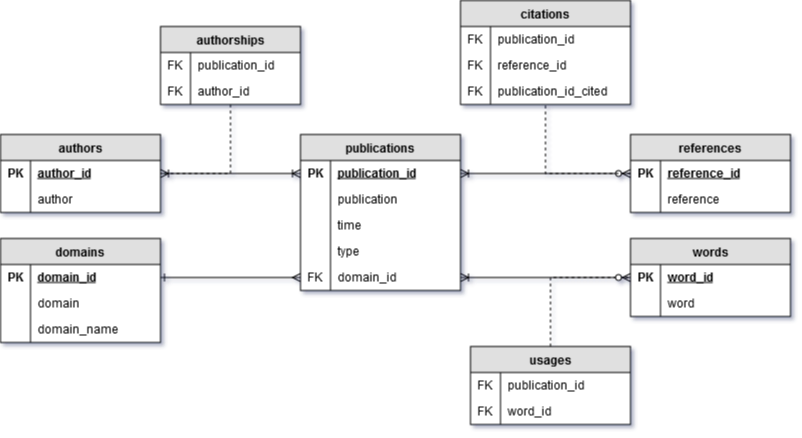 citations
FK publication_id
FK reference_id
FK publication_id_cited
authorships
FK publication_id
FK author_id
authors
PK author_id
author
publications
PK publication_id
publication
time
type
FK domain_id
references
PK reference_id
reference
domains
PK domain_id
domain
domain_name
words
PK word_id
word
usages
FK publication_id
FK word_id